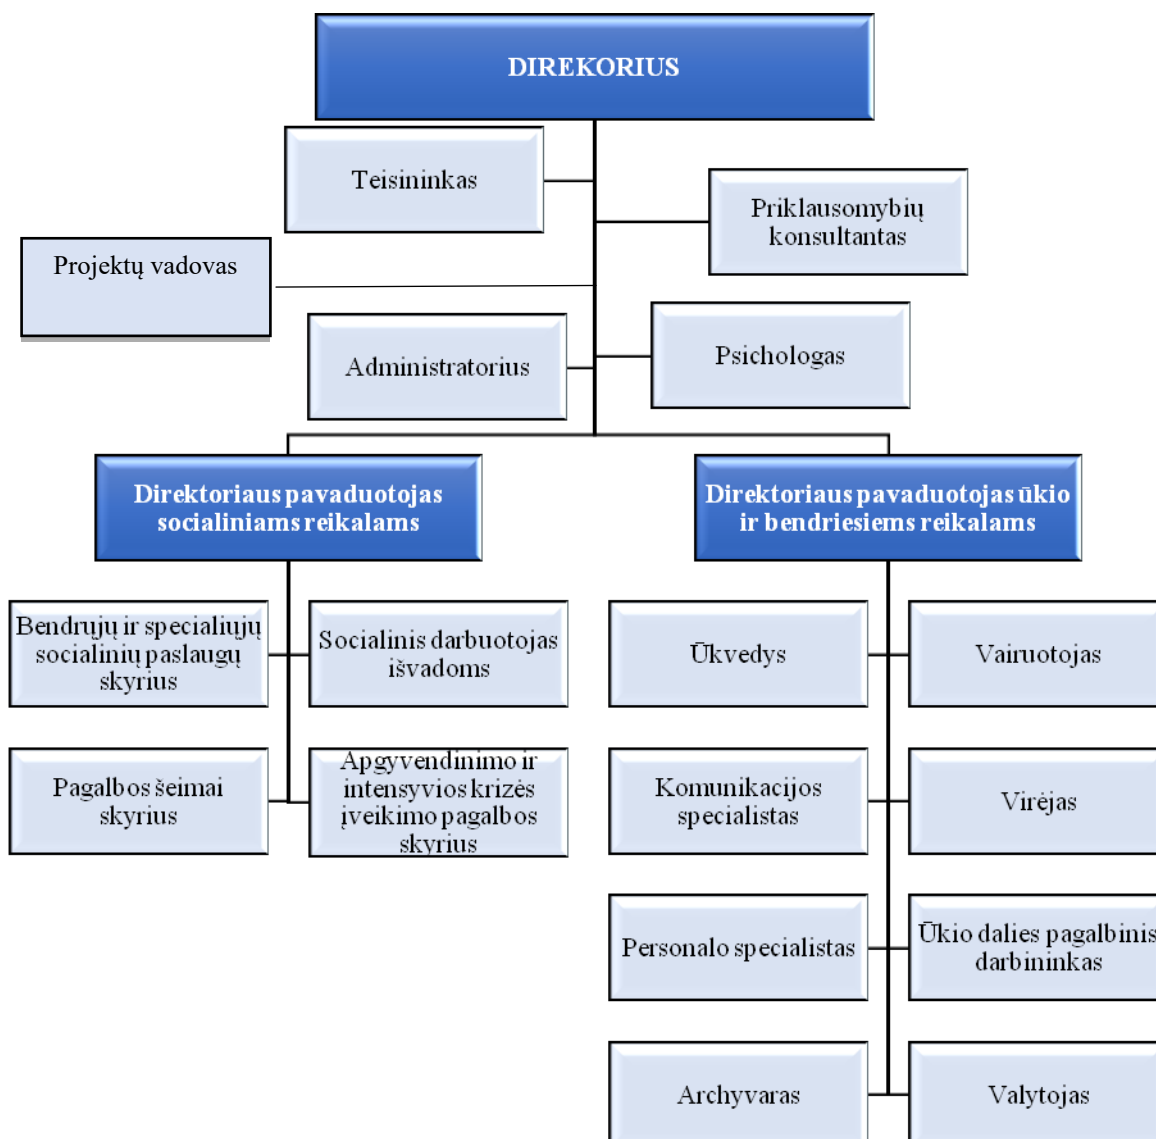 DIREKORIUS
Teisininkas
Priklausomybių
konsultantas
Projektų vadovas
Administratorius
Psichologas
Direktoriaus pavaduotojas
socialiniams reikalams
Direktoriaus pavaduotojas ūkio
ir bendriesiems reikalams
Bendrųjų ir specialiųjų
socialinių paslaugų
skyrius
Socialinis darbuotojas
išvadoms
Ūkvedys
Vairuotojas
Pagalbos šeimai
skyrius
Apgyvendinimo ir
intensyvios krizės
įveikimo pagalbos
skyrius
Komunikacijos
specialistas
Virėjas
Personalo specialistas
Ūkio dalies pagalbinis
darbininkas
Archyvaras
Valytojas